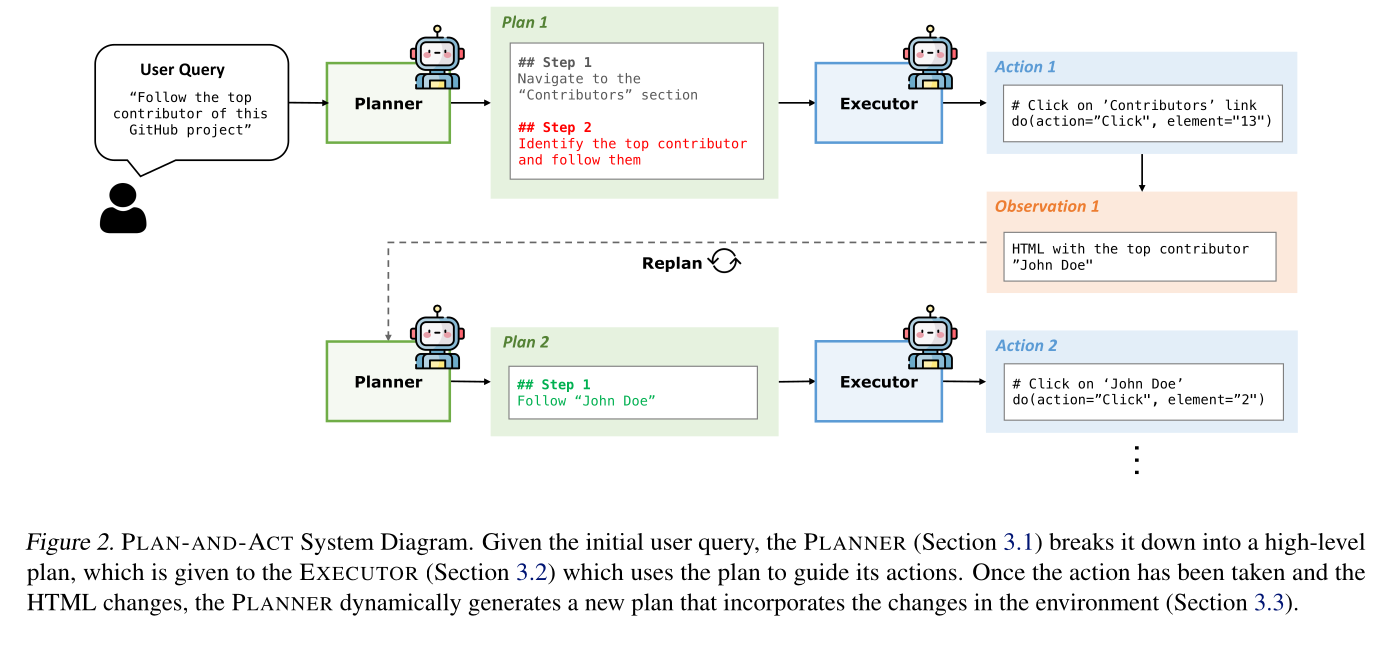 User Query
“Follow the top
contributor of this
GitHub project”
Planner
Plan 1
## Step 1
Navigate to the
“Contributors” section
## Step 2
Identify the top contributor
and follow them
Executor
Action 1
# Click on ’Contributors’ link
do(action=”Click", element="13")
Observation 1
HTML with the top contributor
”John Doe"
Replan
Planner
Plan 2
## Step 1
Follow “John Doe”
Executor
Action 2
# Click on ‘John Doe’
do(action=”Click", element=”2")
Figure 2. PLAN-AND-ACT System Diagram. Given the initial user query, the PLANNER (Section 3.1) breaks it down into a high-level
plan, which is given to the EXECUTOR (Section 3.2) which uses the plan to guide its actions. Once the action has been taken and the
HTML changes, the PLANNER dynamically generates a new plan that incorporates the changes in the environment (Section 3.3).